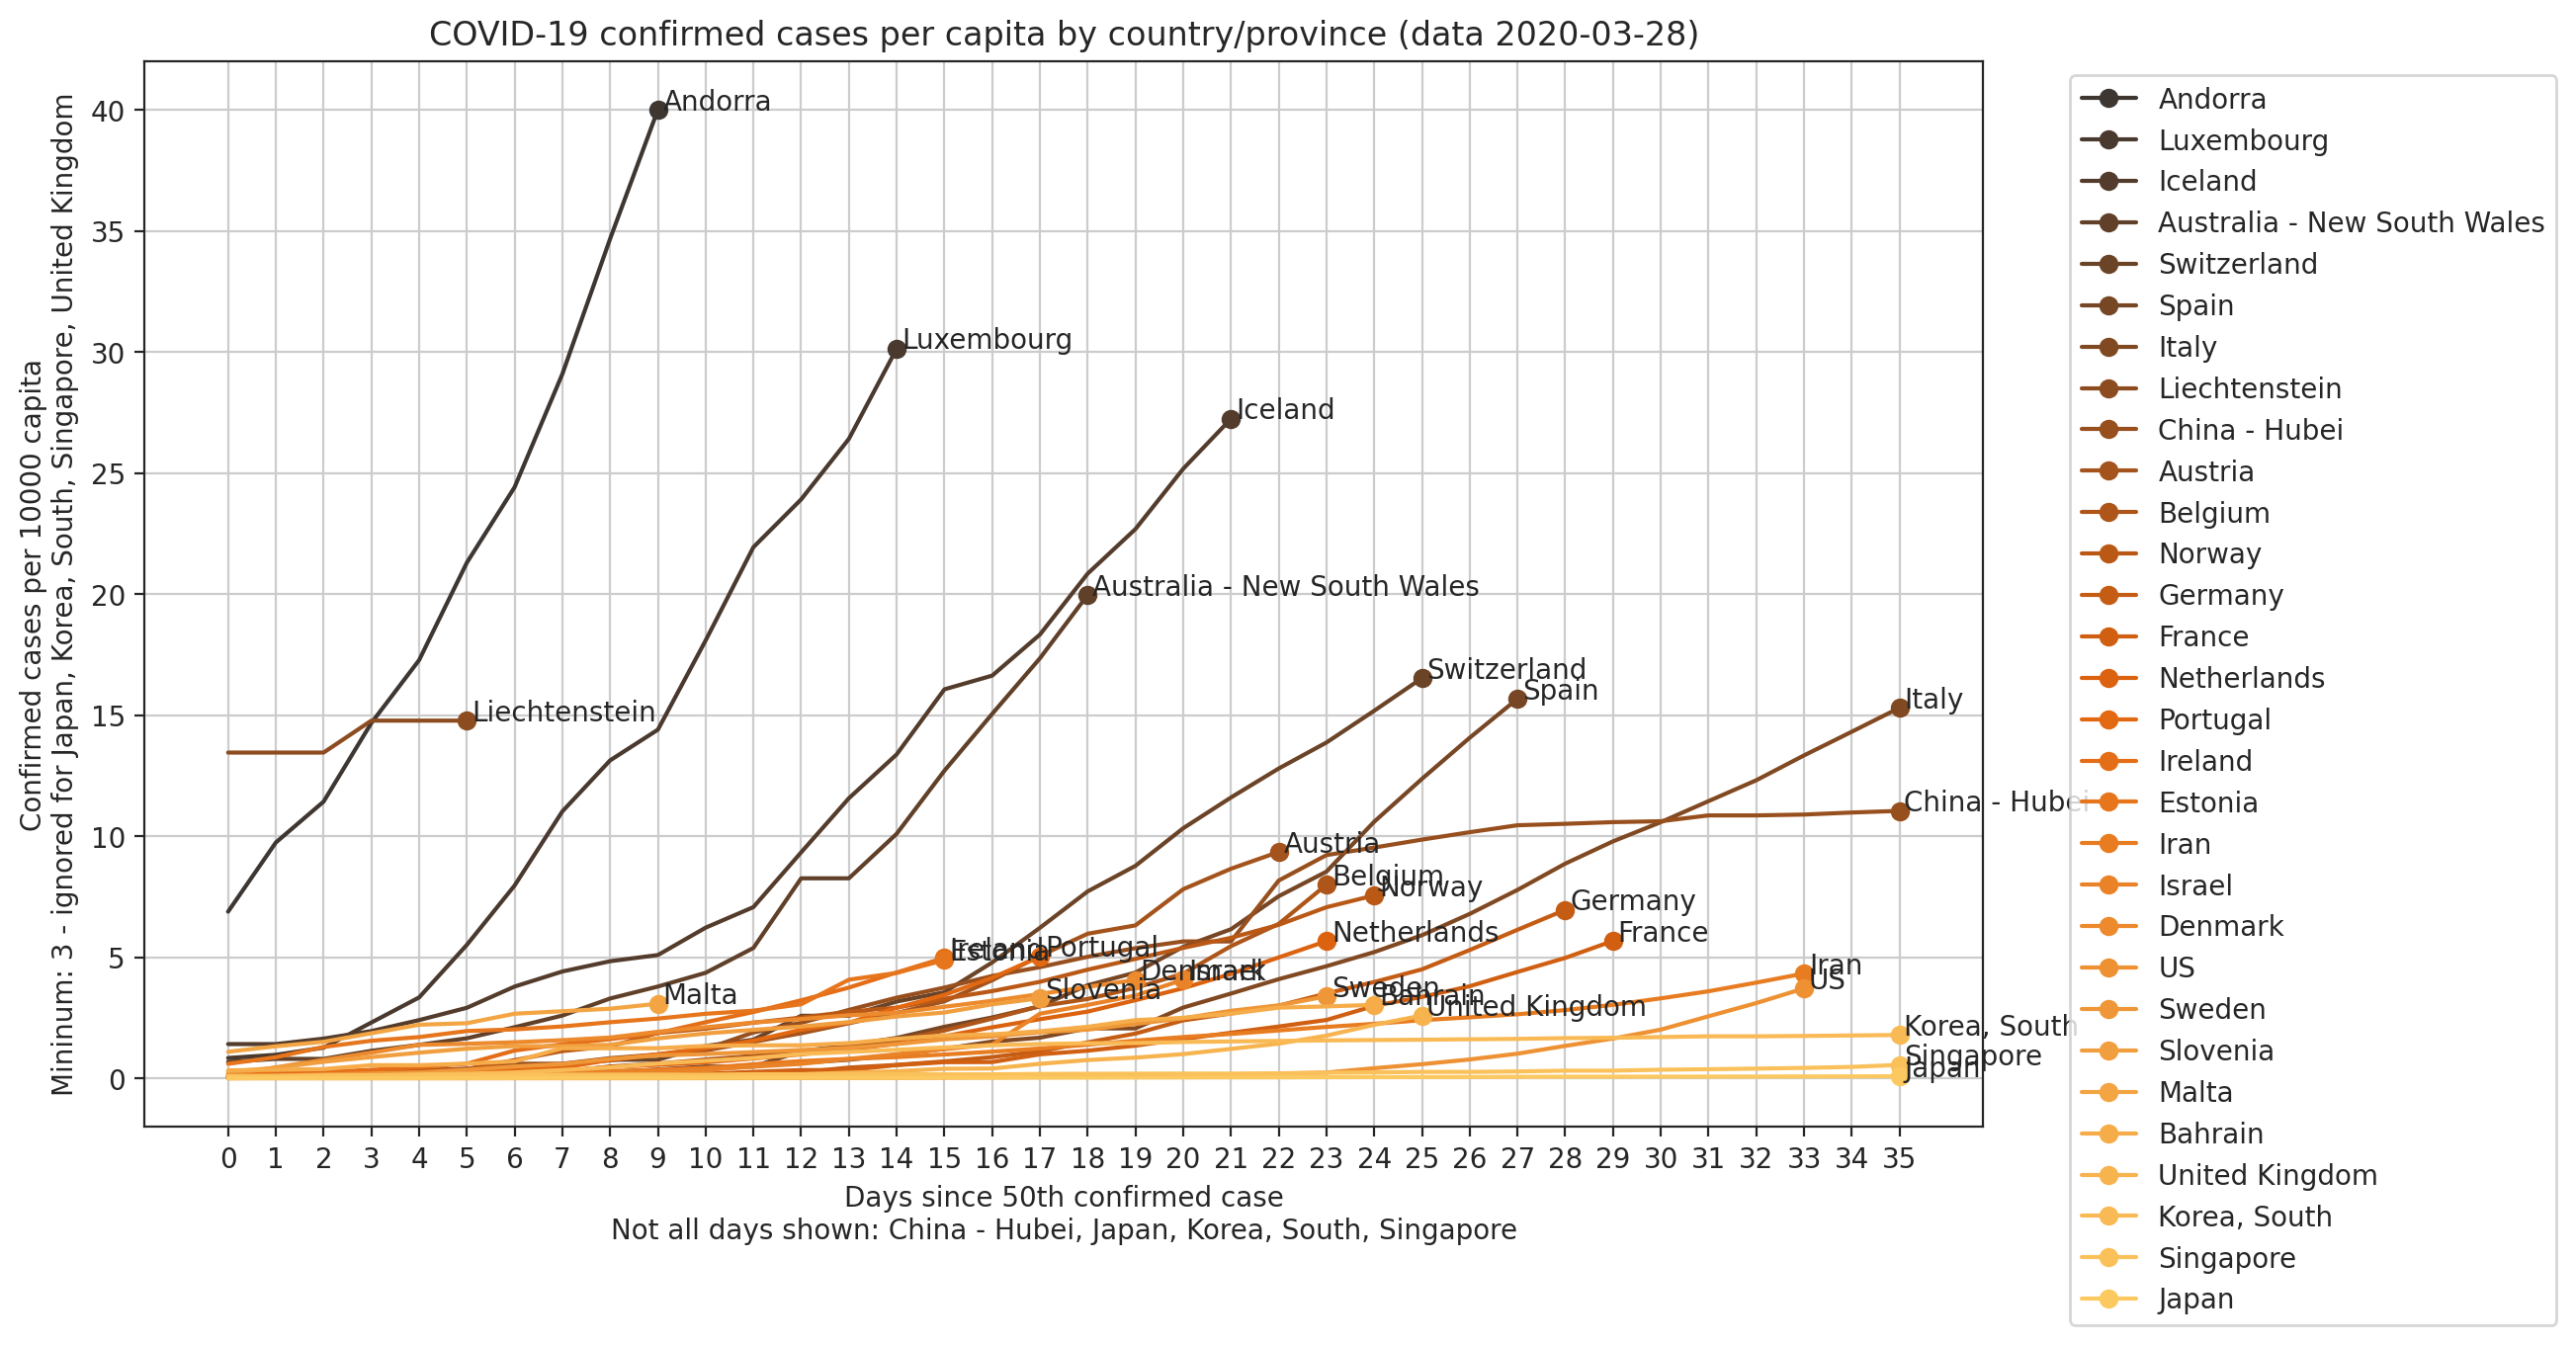 COVID-19 confirmed cases per capita by country/province (data 2020-03-28)
Confirmed cases per 10000 capita
Mininum: 3 - ignored for Japan, Korea, South, Singapore, United Kingdom
40
35
30
25
20
15
10
5
0
Andorra
Luxembourg
Iceland
Australia - New South Wales
Switzerland
Spain
Italy
Liechtenstein
China - Hubei
Austria
Belgium
Norway
Germany
France
Netherlands
Ireland
Estonia
Portugal
Denmark
Israel
Iran
US
Malta
Slovenia
Sweden
Bahrain
United Kingdom
Korea, South
Singapore
Japan
0 1 2 3 4 5 6 7 8 9 10 11 12 13 14 15 16 17 18 19 20 21 22 23 24 25 26 27 28 29 30 31 32 33 34 35
Days since 50th confirmed case
Not all days shown: China - Hubei, Japan, Korea, South, Singapore
Andorra
Luxembourg
Iceland
Australia - New South Wales
Switzerland
Spain
Italy
Liechtenstein
China - Hubei
Austria
Belgium
Norway
Germany
France
Netherlands
Portugal
Ireland
Estonia
Iran
Israel
Denmark
US
Sweden
Slovenia
Malta
Bahrain
United Kingdom
Korea, South
Singapore
Japan